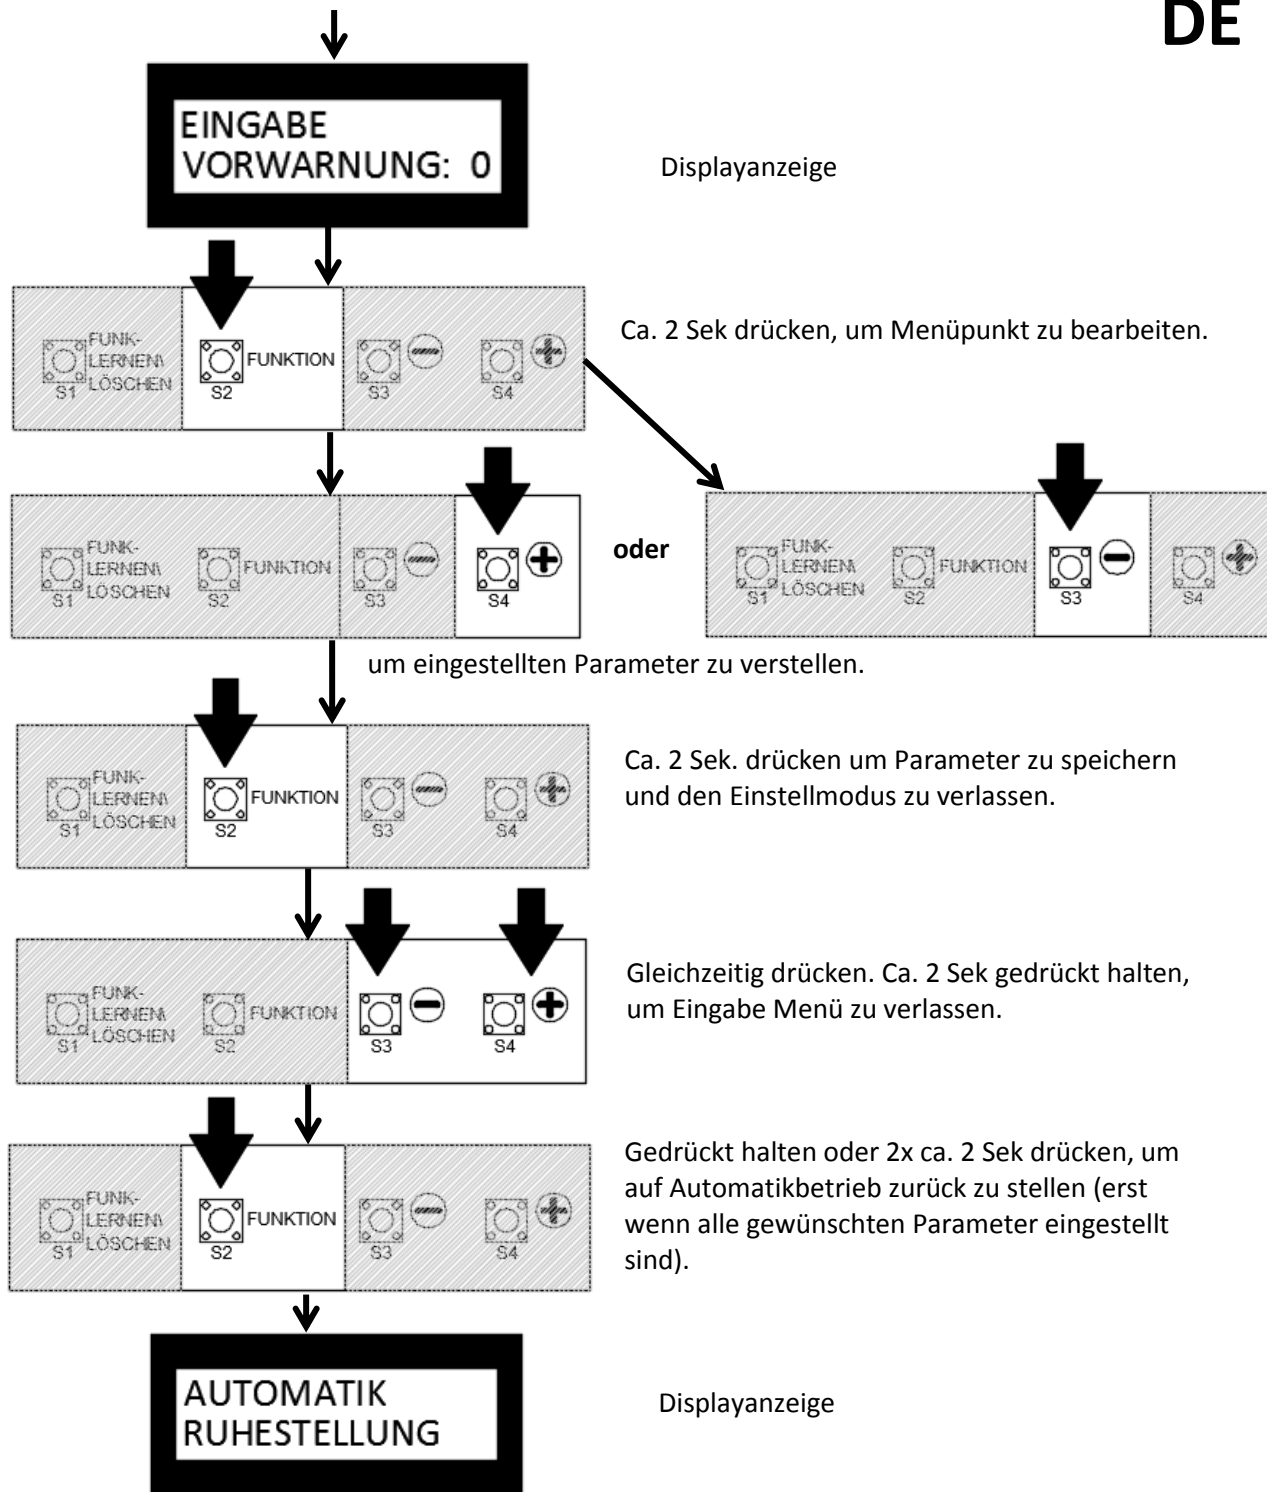 DE
EINGABE
VORWARNUNG: 0
Displayanzeige
FUNK-
LERNEN\
LÖSCHEN
S1
FUNKTION
S2
S3
S4
Ca. 2 Sek drücken, um Menüpunkt zu bearbeiten.
FUNK-
LERNEN\
LÖSCHEN
S1
FUNKTION
S2
S3
S4
oder
FUNK-
LERNEN\
LÖSCHEN
S1
FUNKTION
S2
S3
S4
um eingestellten Parameter zu verstellen.
FUNK-
LERNEN\
LÖSCHEN
S1
FUNKTION
S2
S3
S4
Ca. 2 Sek. drücken um Parameter zu speichern
und den Einstellmodus zu verlassen.
FUNK-
LERNEN\
LÖSCHEN
S1
FUNKTION
S2
S3
S4
Gleichzeitig drücken. Ca. 2 Sek gedrückt halten,
um Eingabe Menü zu verlassen.
FUNK-
LERNEN\
LÖSCHEN
S1
FUNKTION
S2
S3
S4
Gedrückt halten oder 2x ca. 2 Sek drücken, um
auf Automatikbetrieb zurück zu stellen (erst
wenn alle gewünschten Parameter eingestellt
sind).
AUTOMATIK
RUHESTELLUNG
Displayanzeige